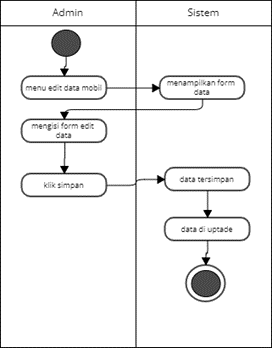 Admin
Sistem
menu edit data mobil
menampilkan form
data
mengisi form edit
data
klik simpan
data tersimpan
data di uptade